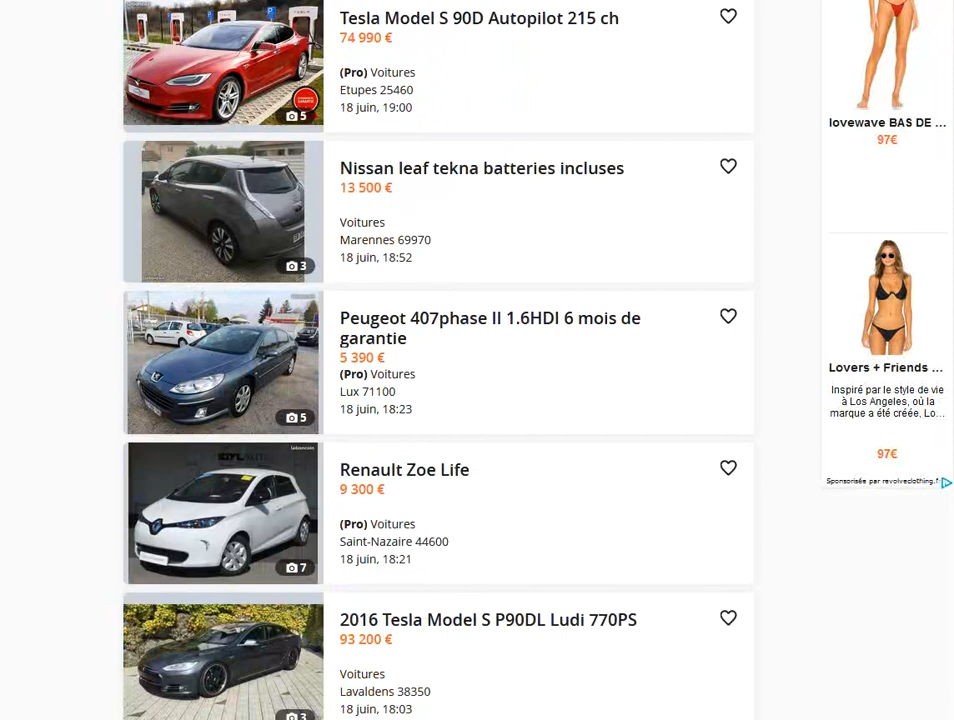 Tesla Model S 90D Autopilot 215 ch
74 990 €
(Pro) Voitures
Etupes 25460
18 juin, 19:00
5
Nissan leaf tekna batteries incluses
13 500 €
Voitures
Marennes 69970
18 juin, 18:52
3
Peugeot 407phase II 1.6HDI 6 mois de
garantie
5 390 €
(Pro) Voitures
Lux 71100
18 juin, 18:23
5
Renault Zoe Life
9 300 €
(Pro) Voitures
Saint-Nazaire 44600
18 juin, 18:21
7
2016 Tesla Model S P90DL Ludi 770PS
93 200 €
Voitures
Lavaldens 38350
18 juin, 18:03
3
lovewave BAS DE ...
97€
Lovers + Friends ...
Inspiré par le style de vie
à Los Angeles, où la
marque a été créée, Lo...
97€
Sponsorisée par revolveclothing.f